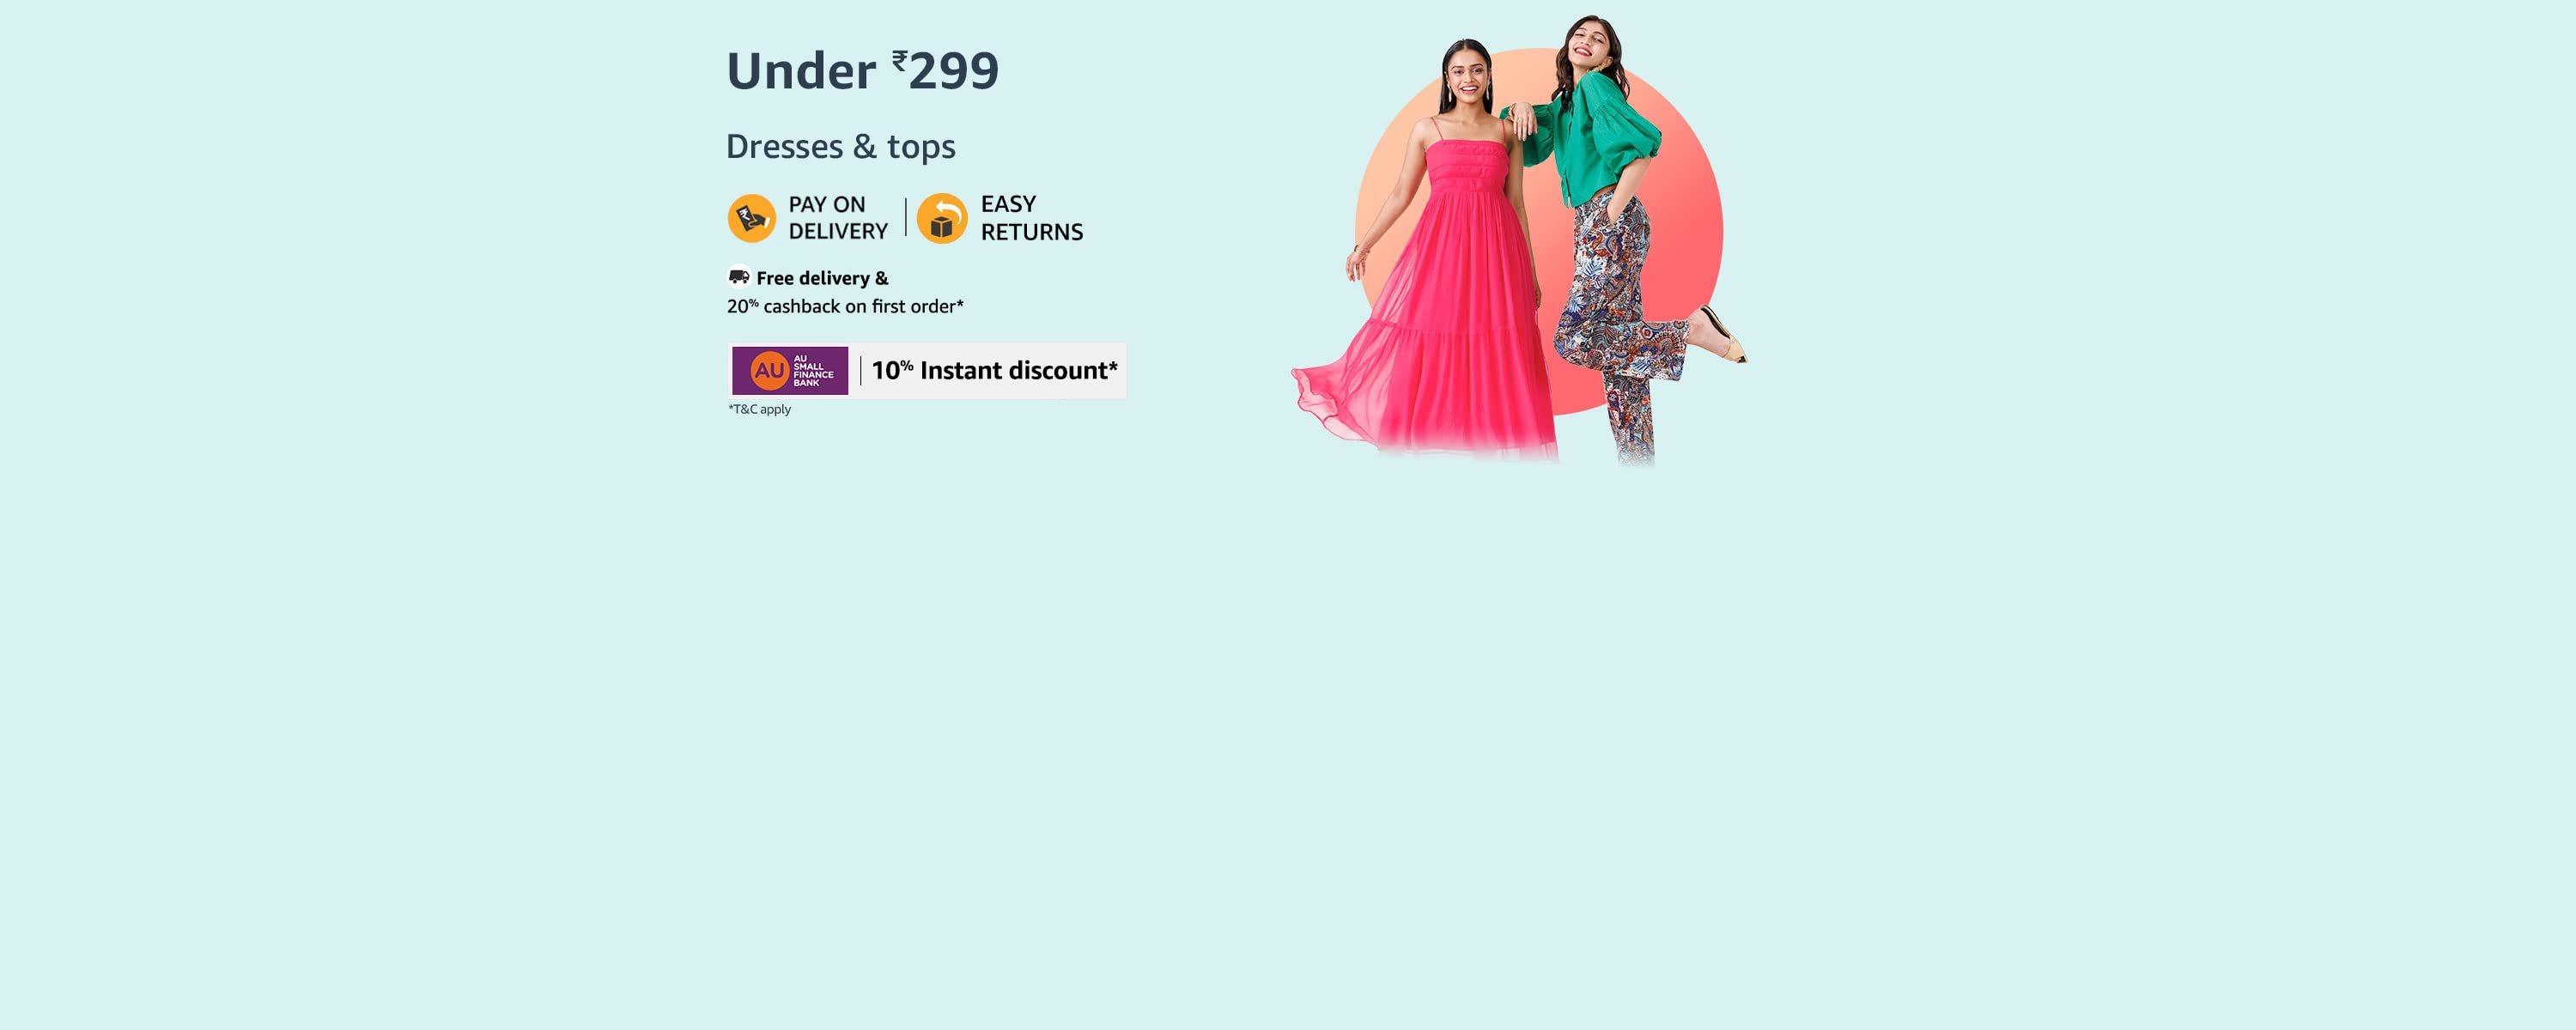 Under ₹299
Dresses & tops
PAY ON
DELIVERY
EASY
RETURNS
Free delivery &
20% cashback on first order*
AU
AU
SMALL
FINANCE
BANK
10% Instant discount*
*T&C apply